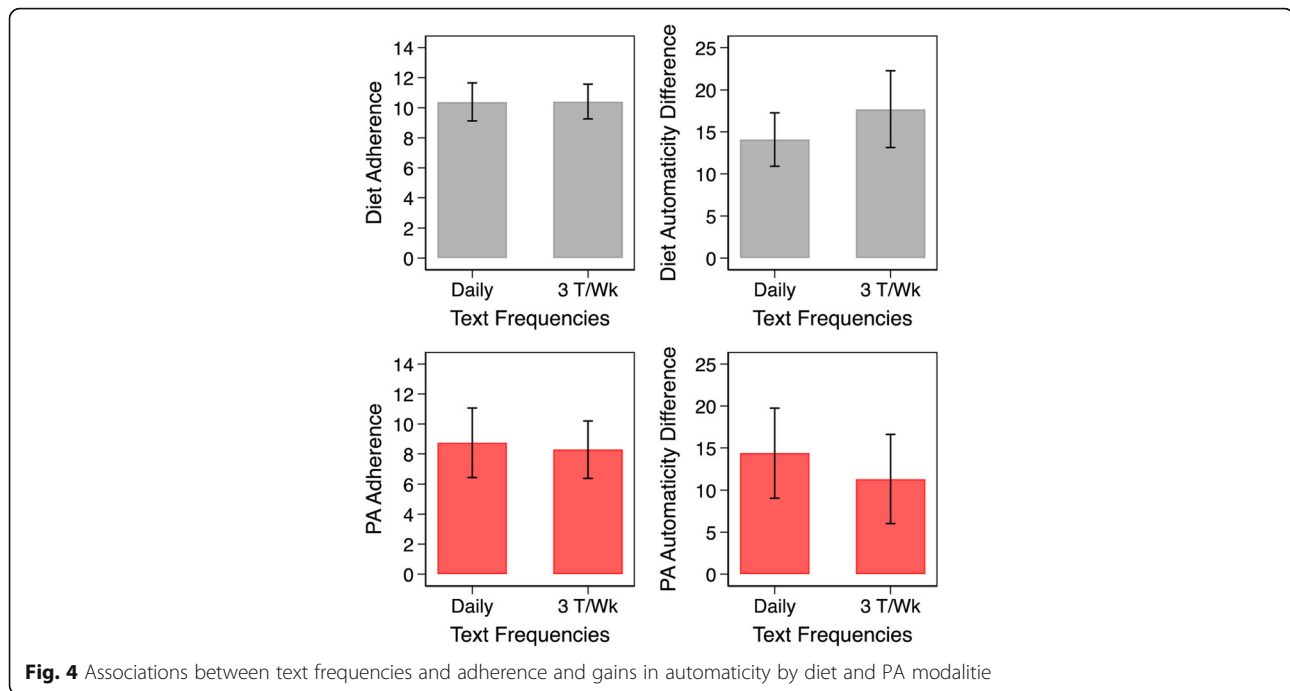 Diet Adherence
14
12
10
8
6
4
2
0
Daily 3 T/Wk
Text Frequencies
Diet Automaticity Difference
25
20
15
10
5
0
Daily 3 T/Wk
Text Frequencies
PA Adherence
14
12
10
8
6
4
2
0
Daily 3 T/Wk
Text Frequencies
PA Automaticity Difference
25
20
15
10
5
0
Daily 3 T/Wk
Text Frequencies
Fig. 4 Associations between text frequencies and adherence and gains in automaticity by diet and PA modalitie